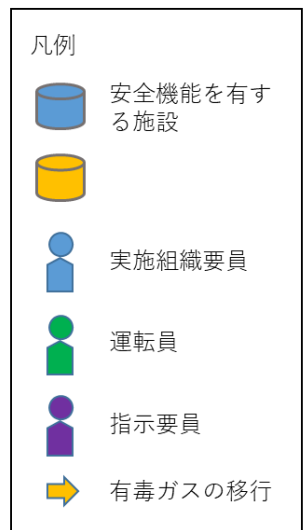 凡例
安全機能を有す
る施設
実施組織要員
運転員
指示要員
有毒ガスの移行